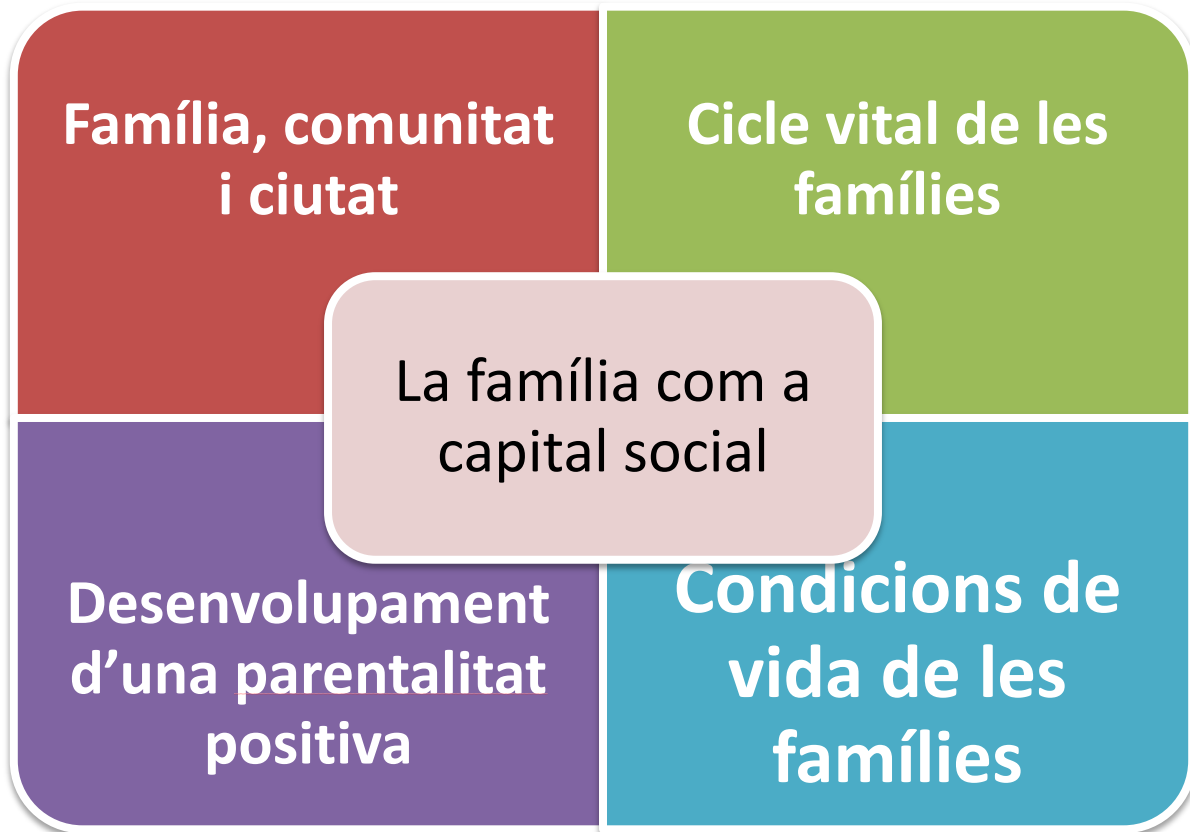 Família, comunitat
i ciutat
Cicle vital de les
famílies
La família com a
capital social
Desenvolupament
d’una parentalitat
positiva
Condicions de
vida de les
famílies